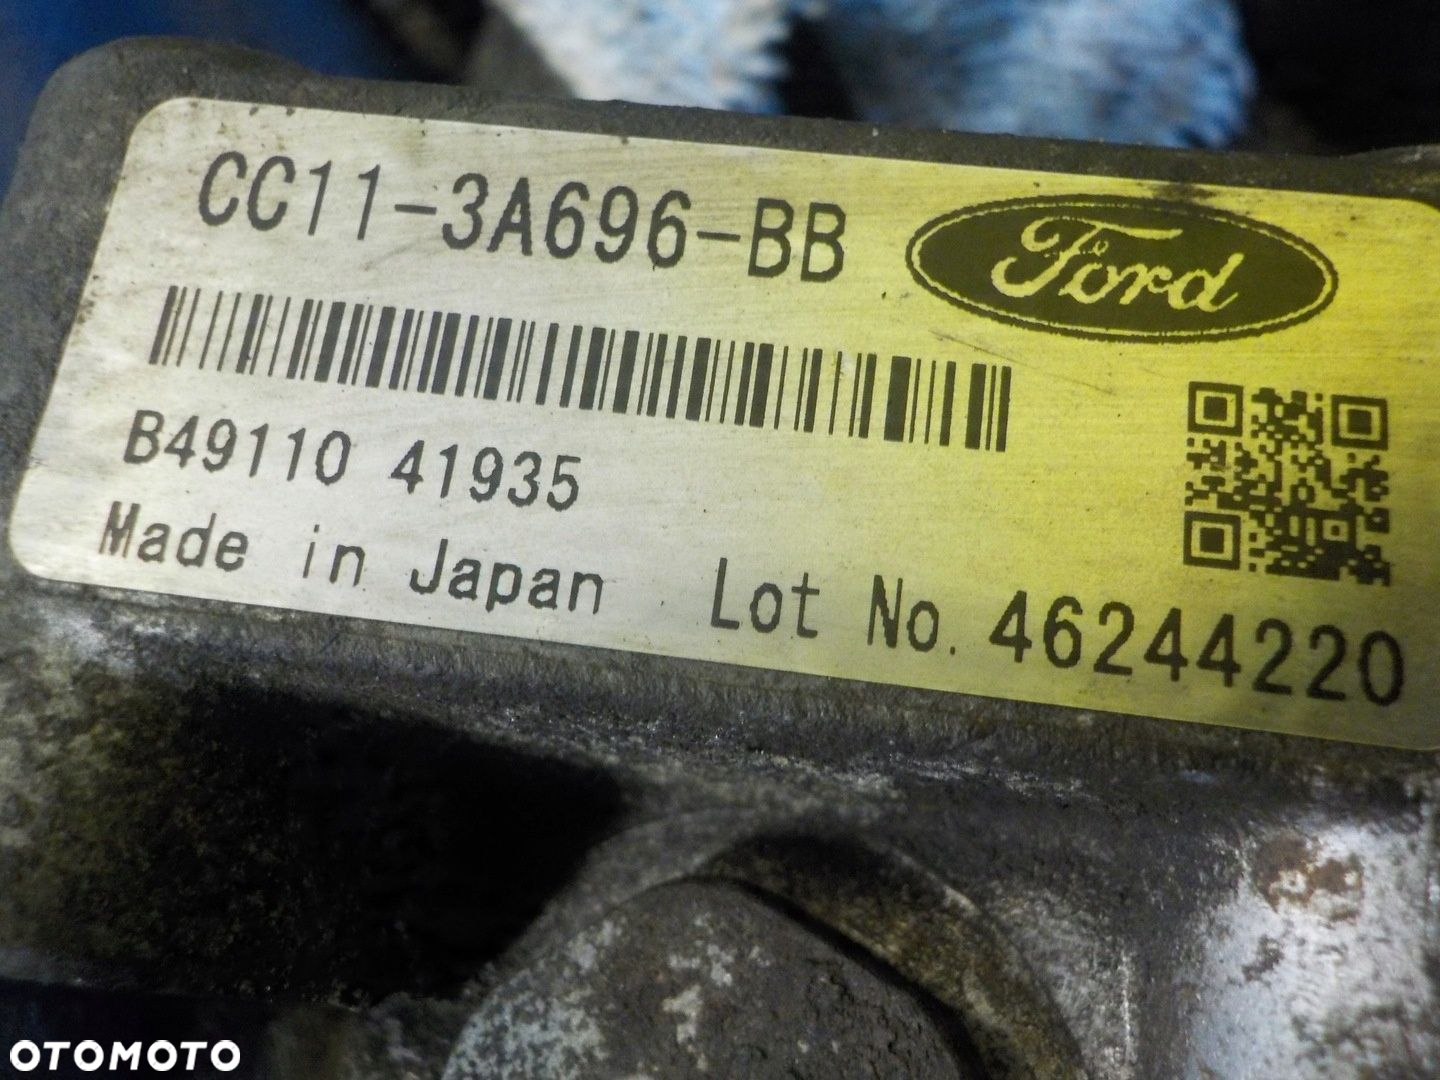 CC11-3A696-BB
Ford
B49110 41935
Made in Japan
Lot No. 46244220
OTOMOTO